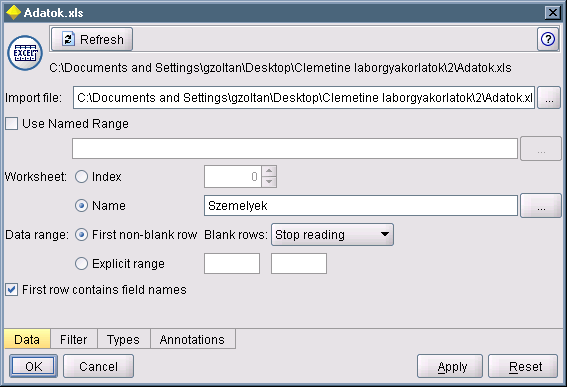 Adatok.xls
EXCEL Refresh ?
C:\Documents and Settings\gzoltan\Desktop\Clemetine laborgyakorlatok\2\Adatok.xls
Import file: C:\Documents and Settings\gzoltan\Desktop\Clemetine laborgyakorlatok\2\Adatok.xl ...
Use Named Range
...
Worksheet: Index 0
Name Szemelyek ...
Data range: First non-blank row Blank rows: Stop reading
Explicit range
First row contains field names
Data Filter Types Annotations
OK Cancel Apply Reset